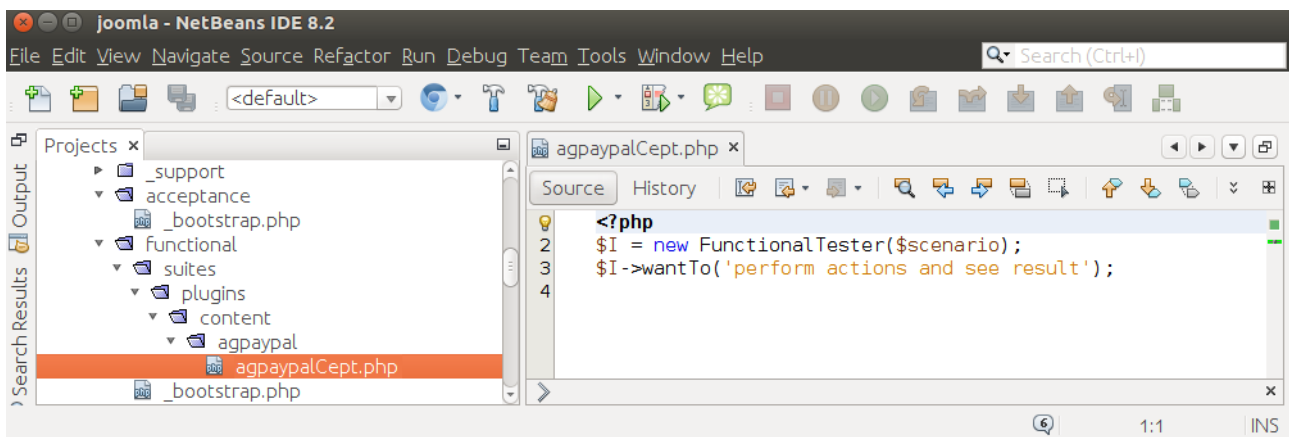 joomla - NetBeans IDE 8.2
File Edit View Navigate Source Refactor Run Debug Team Tools Window Help
Search (Ctrl+I)
<default>
Output
Search Results
Projects
_support
acceptance
_bootstrap.php
functional
suites
plugins
content
agpaypal
agpaypalCept.php
_bootstrap.php
agpaypalCept.php
Source History
<?php
2 $I = new FunctionalTester($scenario);
3 $I->wantTo('perform actions and see result');
4
6
1:1
INS